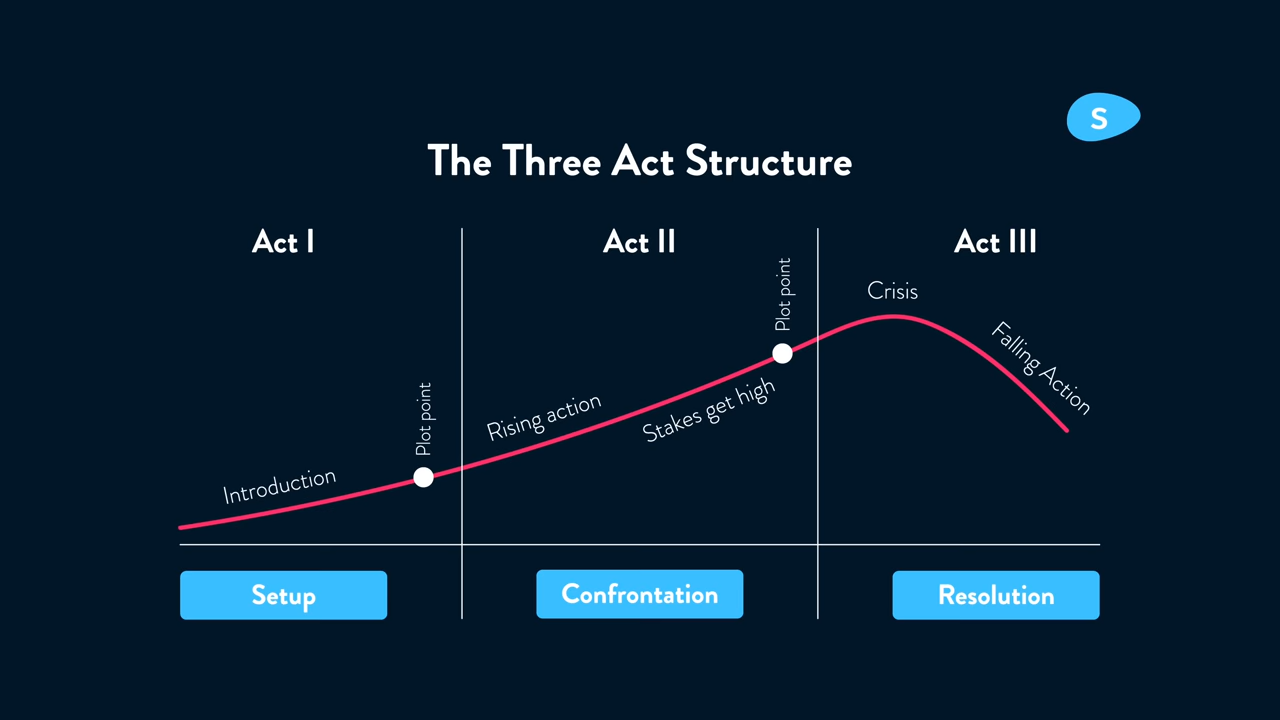 S
The Three Act Structure
Act I
Act II
Act III
Introduction
Plot point
Rising action
Stakes get high
Plot point
Crisis
Falling Action
Setup
Confrontation
Resolution